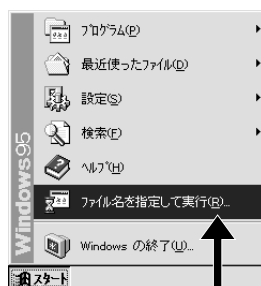 ﾌﾟﾛｸﾞﾗﾑ(P)
最近使ったﾌｧｲﾙ(D)
設定(S)
検索(F)
ﾍﾙﾌﾟ(H)
ﾌｧｲﾙ名を指定して実行(R)...
Windows の終了(U)...
Windows95
スタート